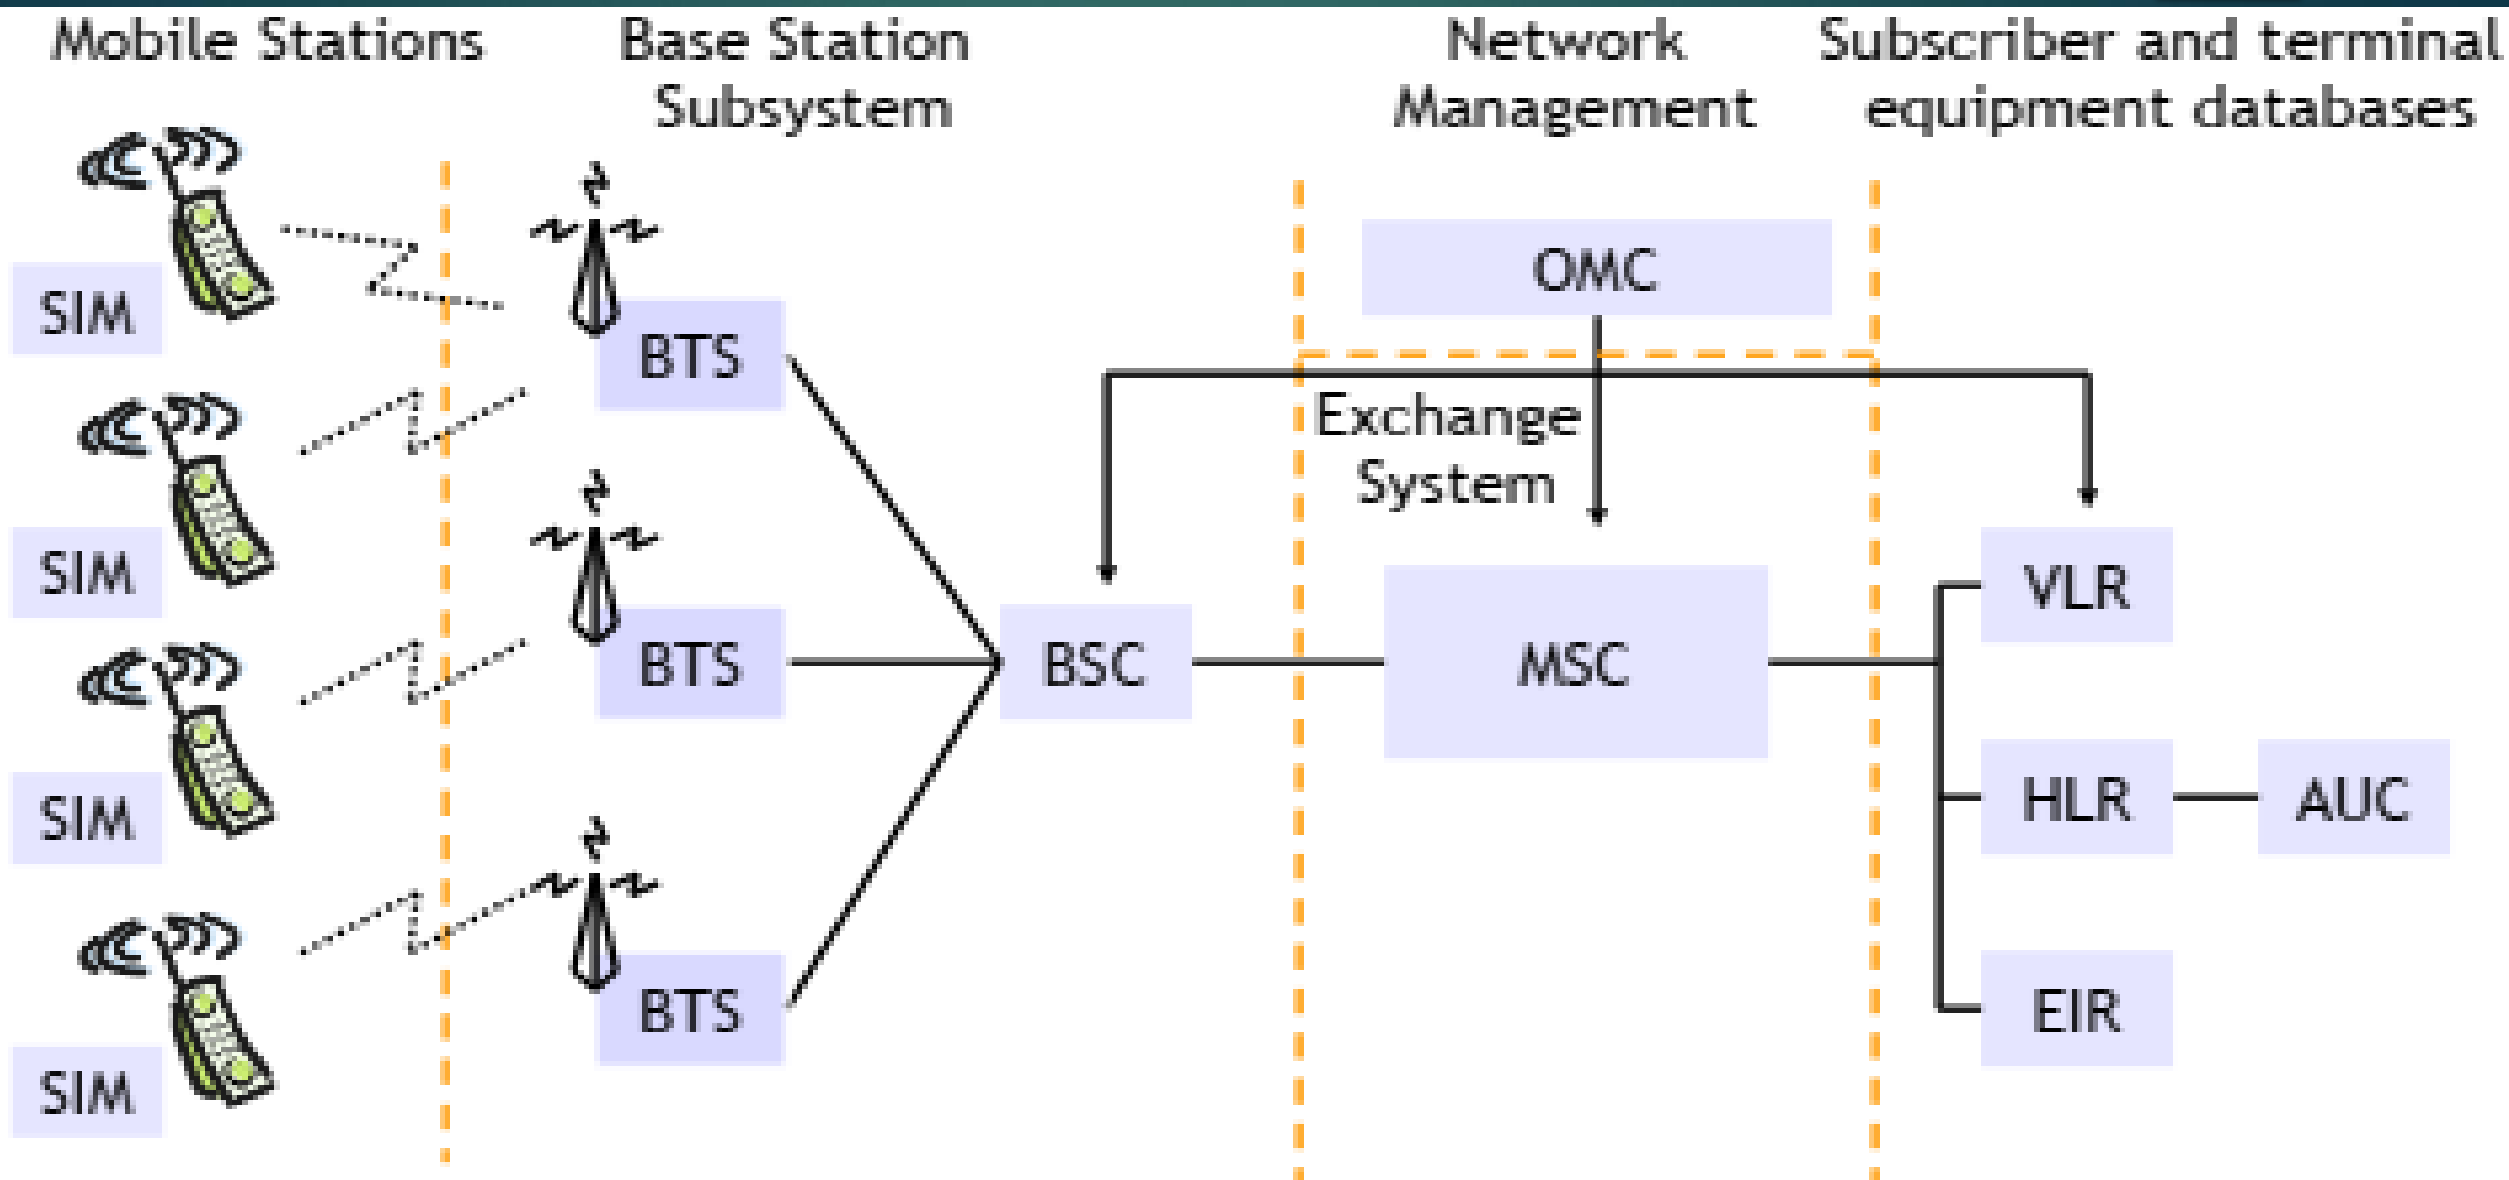 Mobile Stations
Base Station
Subsystem
Network
Management
Subscriber and terminal
equipment databases
SIM
SIM
SIM
SIM
BTS
BTS
BTS
BSC
OMC
Exchange
System
MSC
VLR
HLR
AUC
EIR